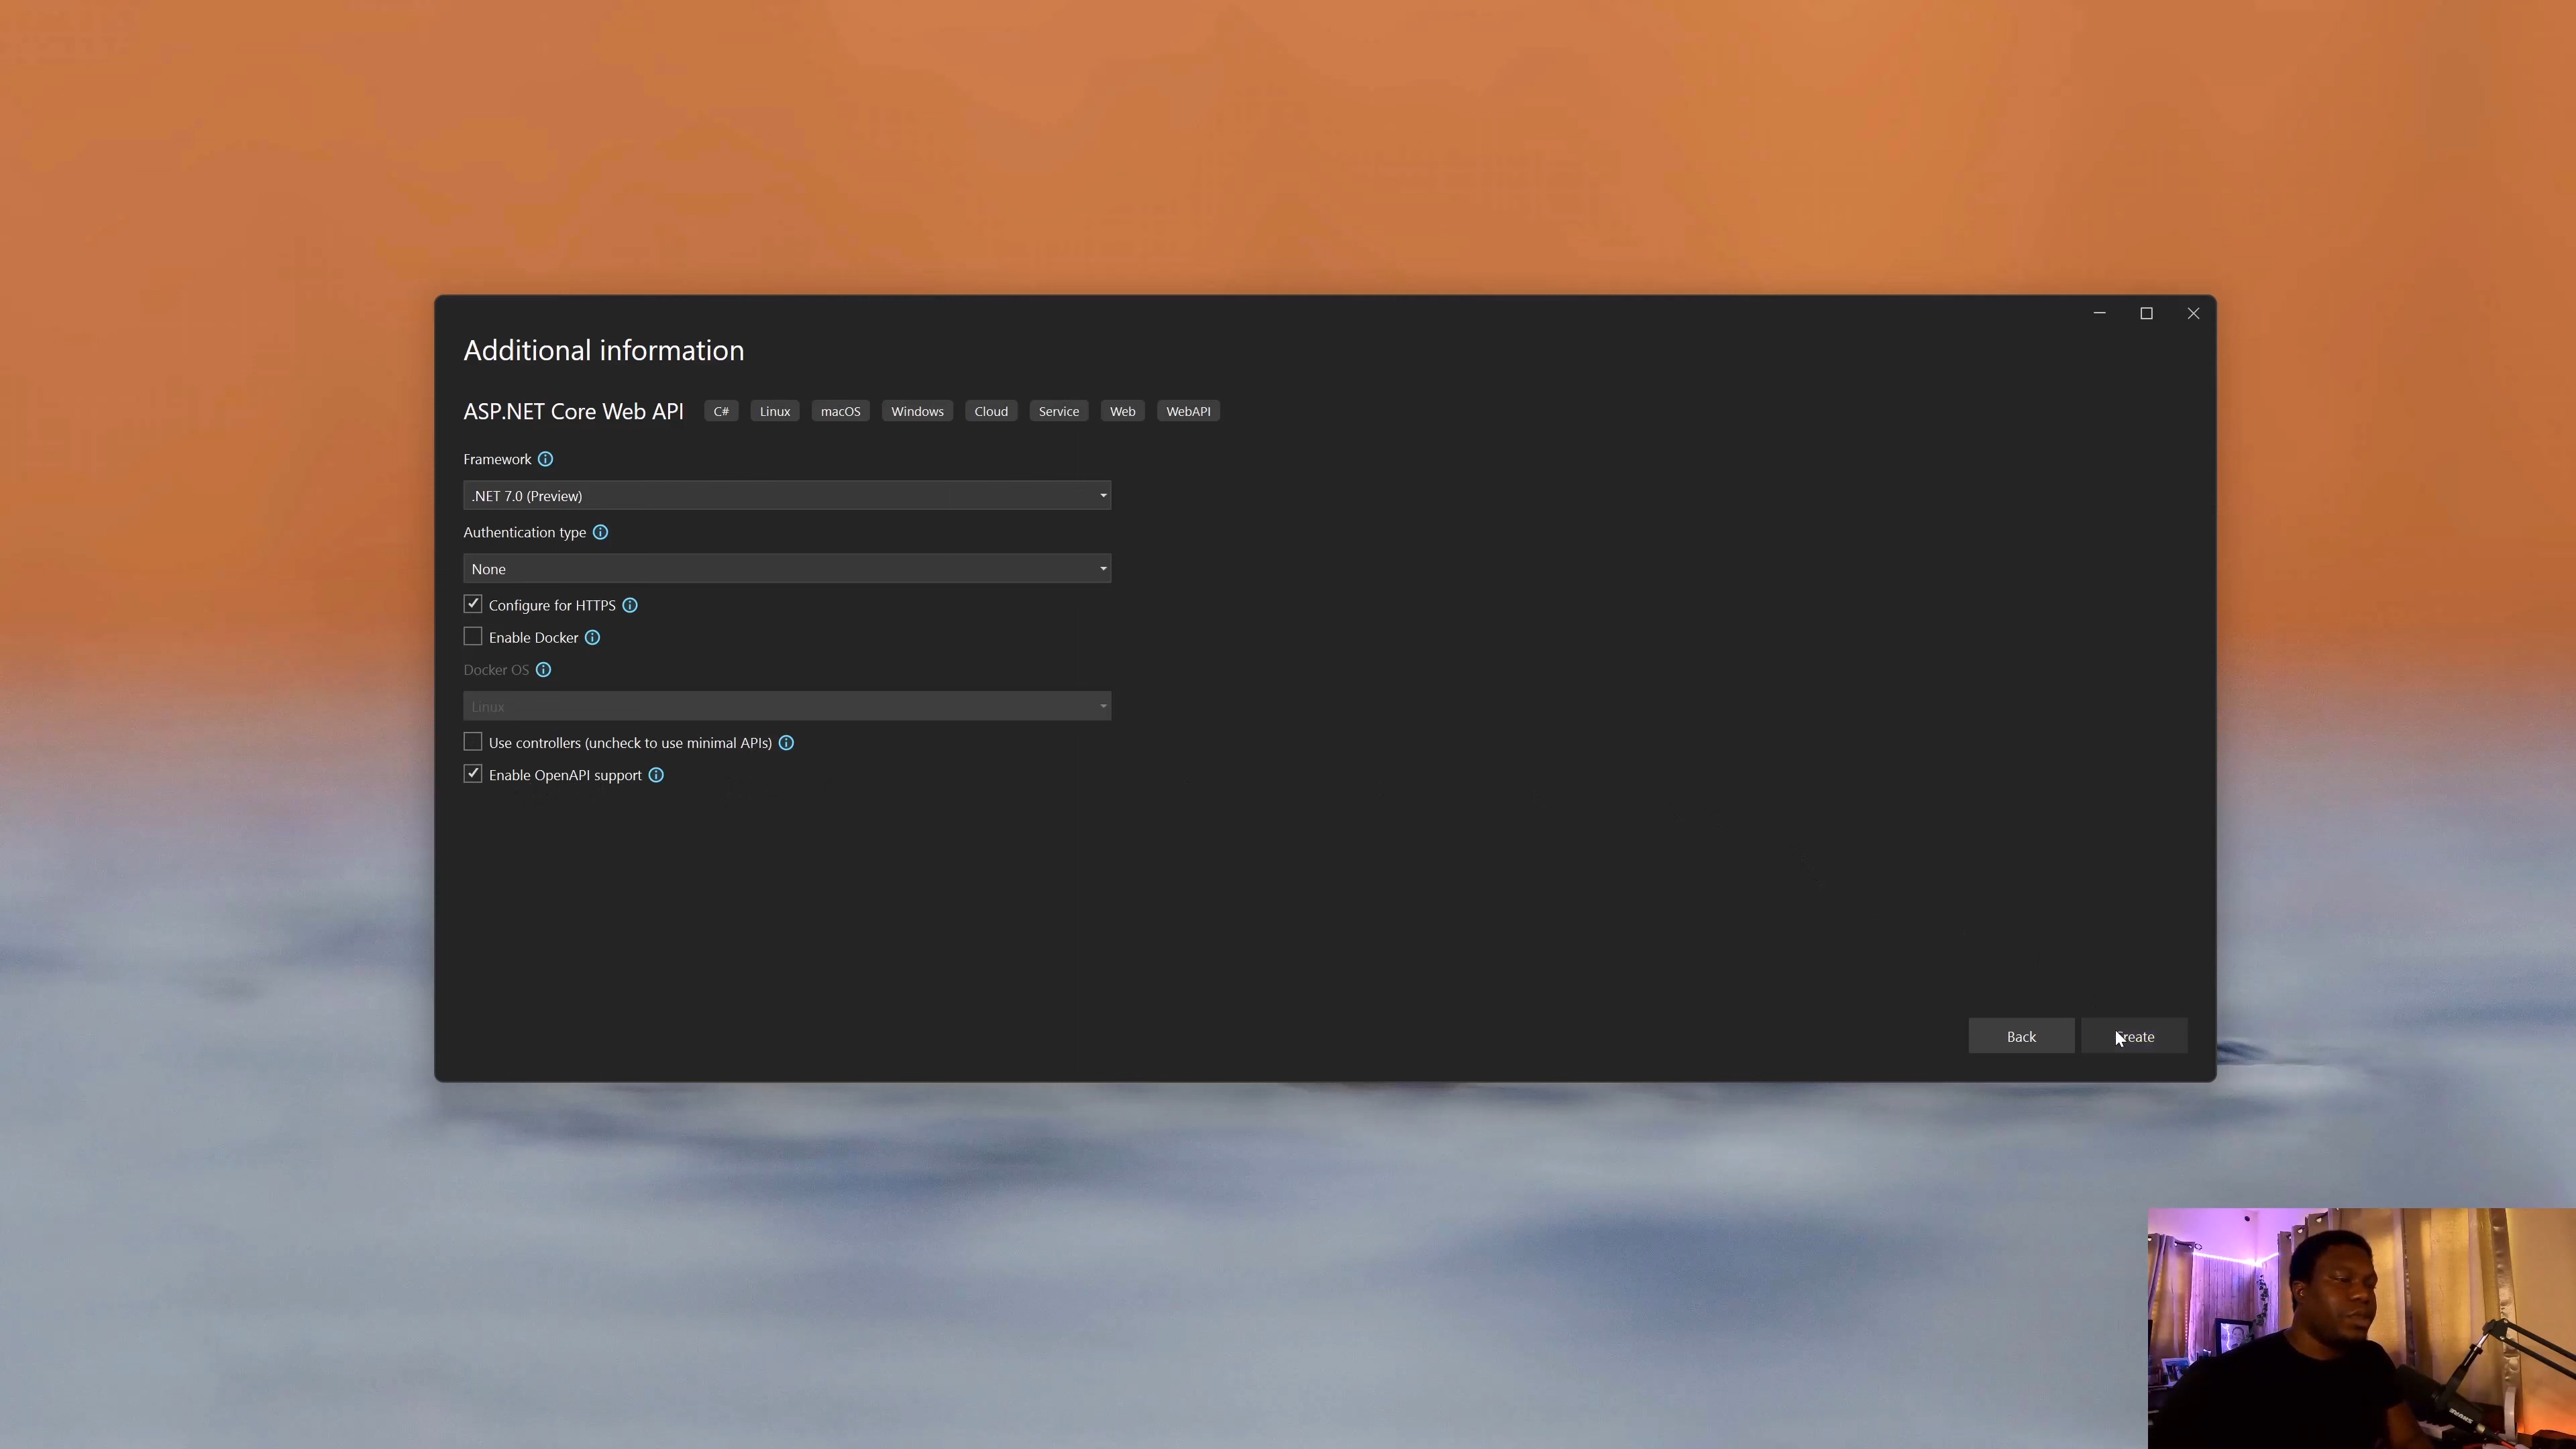 Additional information
ASP.NET Core Web API C# Linux macOS Windows Cloud Service Web WebAPI
Framework
.NET 7.0 (Preview)
Authentication type
None
Configure for HTTPS
Enable Docker
Docker OS
Linux
Use controllers (uncheck to use minimal APIs)
Enable OpenAPI support
Back Create